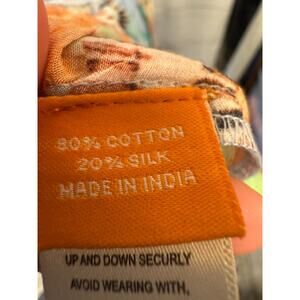 80% COTTON
20% SILK
MADE IN INDIA
UP AND DOWN SECURLY
AVOID WEARING WITH,